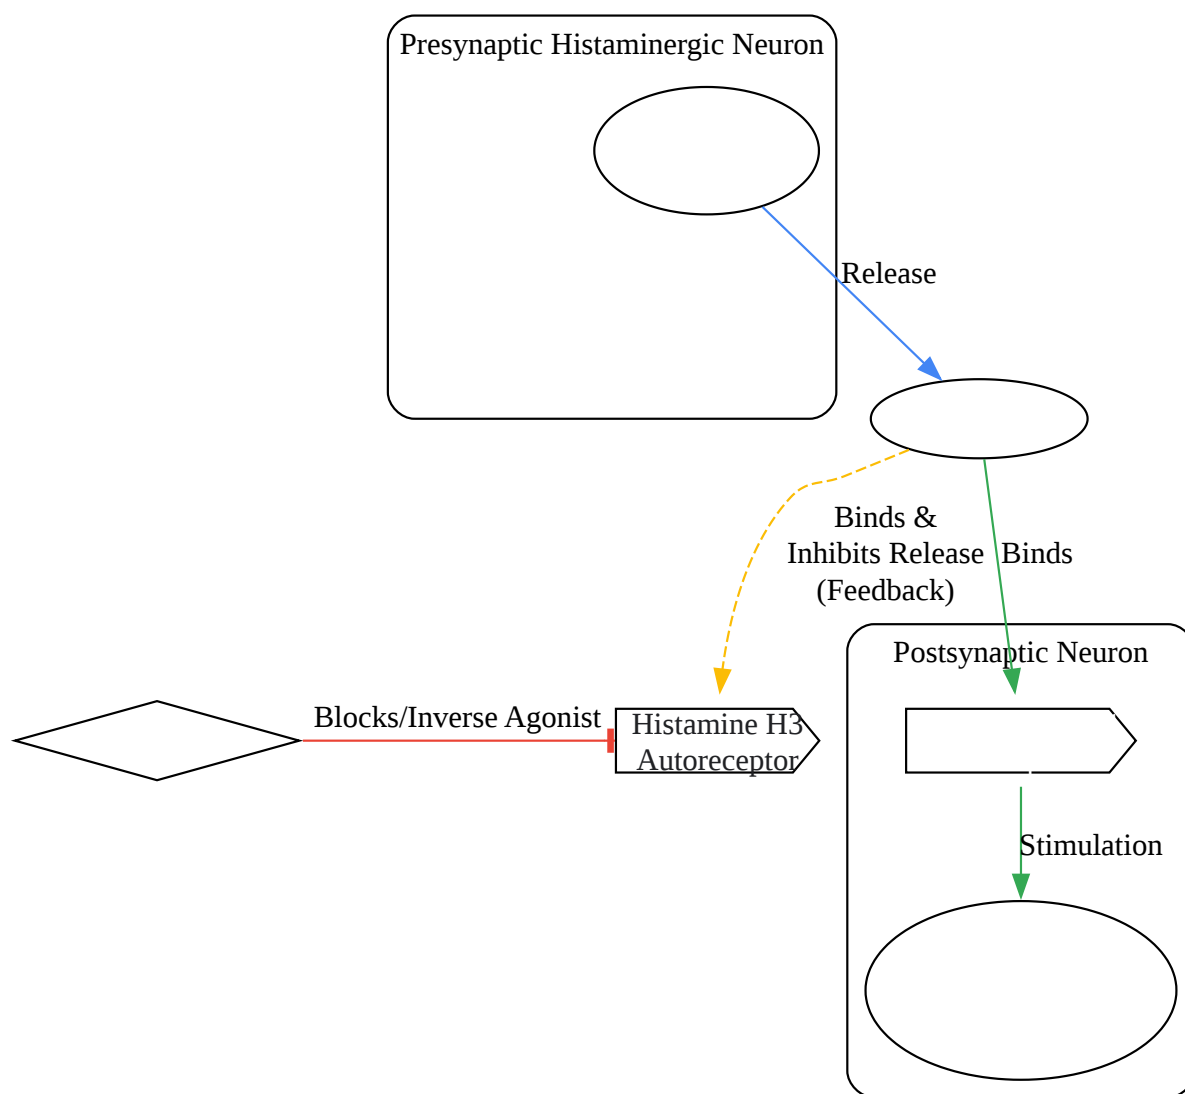 Presynaptic Histaminergic Neuron
Release
Binds &
Inhibits Release
(Feedback)
Binds
Postsynaptic Neuron
Blocks/Inverse Agonist
Histamine H3
Autoreceptor
Stimulation